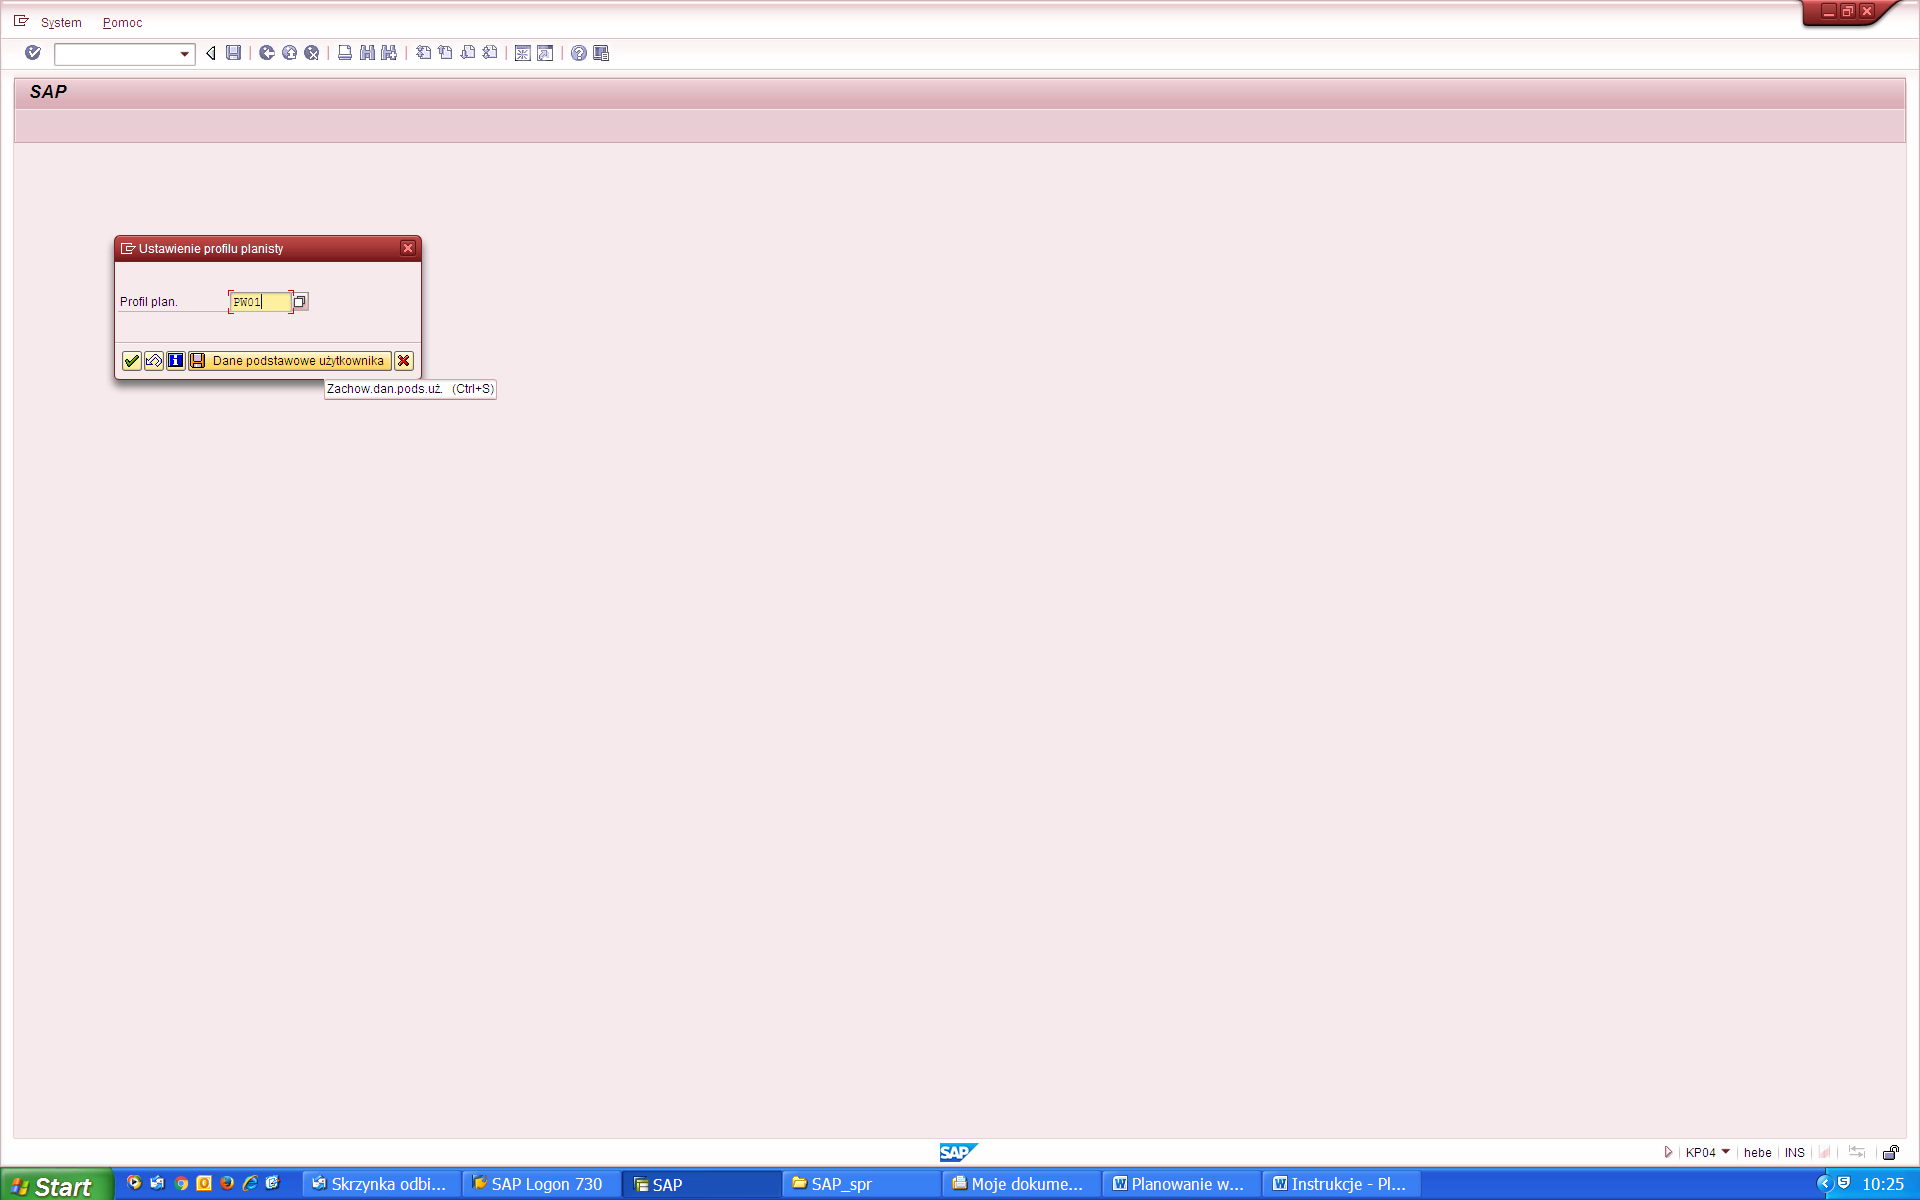 System Pomoc
SAP
Ustawienie profilu planisty
Profil plan. PW01
Dane podstawowe użytkownika
Zachow.dan.pods.uż. (Ctrl+S)
SAP
KP04 hebe INS
Start Skrzynka odbi... SAP Logon 730 SAP SAP_spr Moje dokume... Planowanie w... Instrukcje - Pl... 10:25